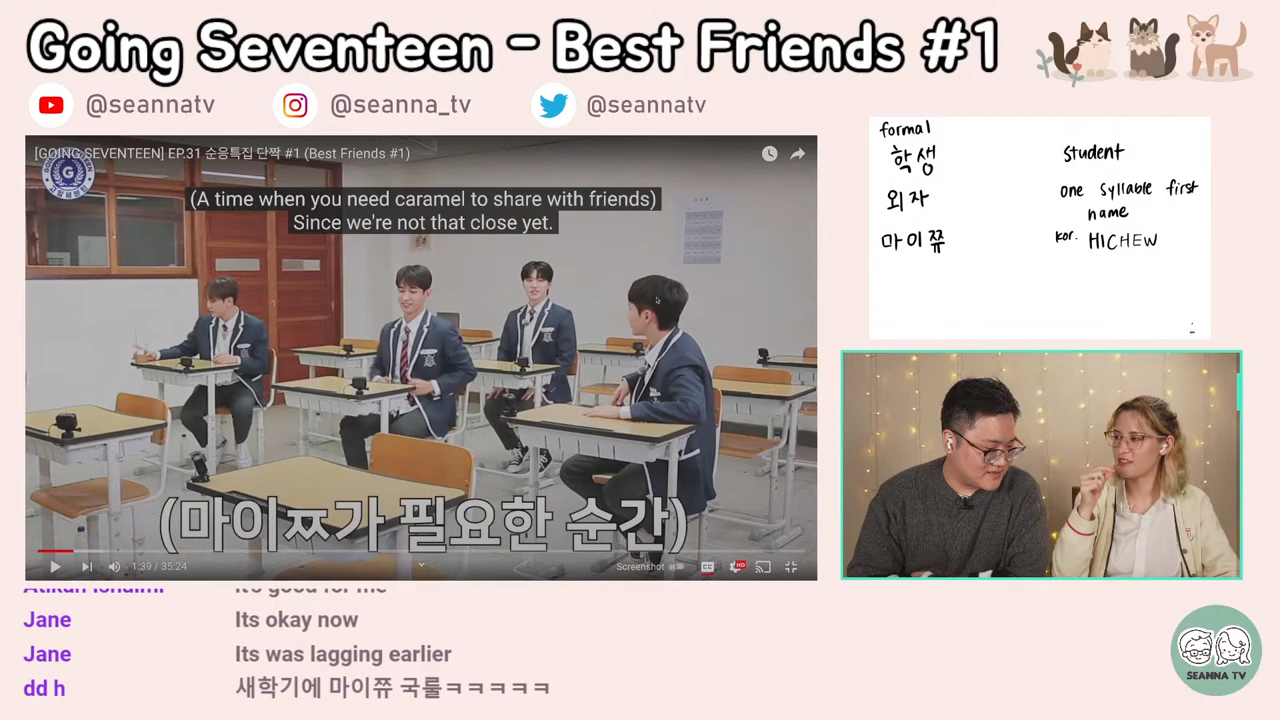 Going Seventeen - Best Friends #1
@seannatv
@seanna_tv
@seannatv
[GOING SEVENTEEN] EP.31 순응특집 단짝 #1 (Best Friends #1)
(A time when you need caramel to share with friends)
Since we're not that close yet.
(마이ㅉ가 필요한 순간)
1:39 / 35:24
Screenshot
CC
HD
formal
학생 student
외자 one syllable first
name
마이쮸 kor. HICHEW
It's good for me
Jane Its okay now
Jane Its was lagging earlier
dd h 새학기에 마이쮸 국룰ㅋㅋㅋㅋㅋ
SEANNA TV